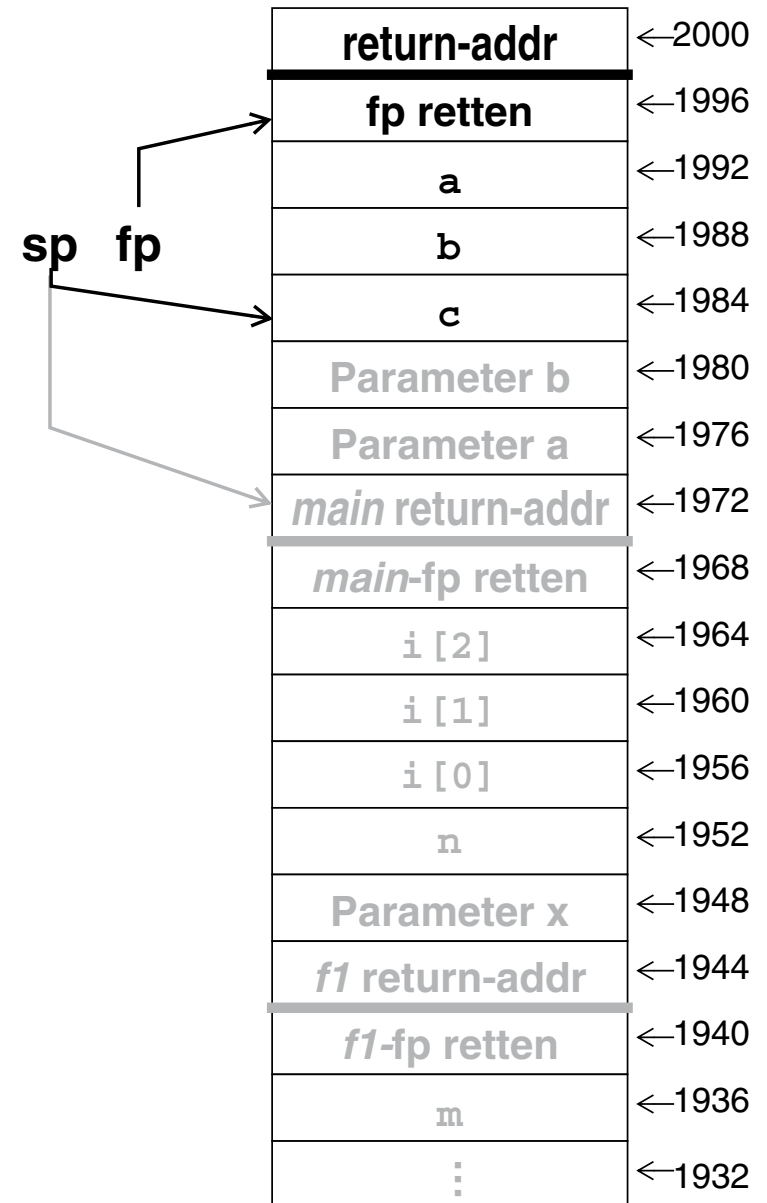 return-addr ←2000
fp retten ←1996
a ←1992
sp fp b ←1988
c ←1984
Parameter b ←1980
Parameter a ←1976
main return-addr ←1972
main-fp retten ←1968
i[2] ←1964
i[1] ←1960
i[0] ←1956
n ←1952
Parameter x ←1948
f1 return-addr ←1944
f1-fp retten ←1940
m ←1936
⋮ ←1932